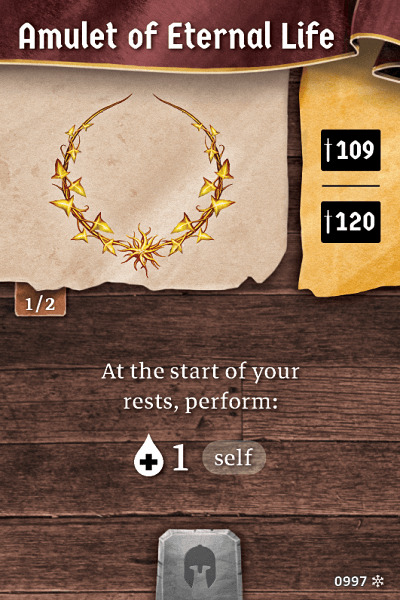 Amulet of Eternal Life
109
120
1/2
At the start of your
rests, perform:
1 self
0997